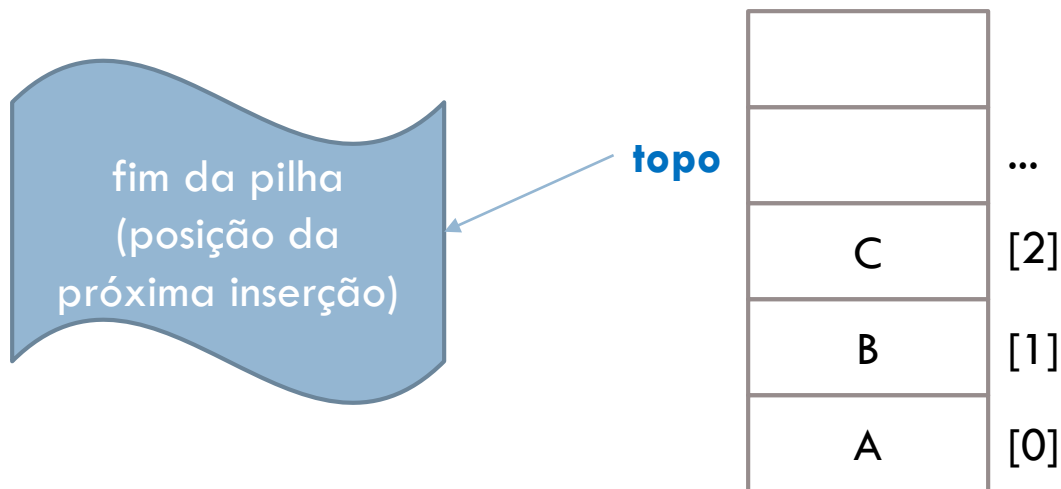 fim da pilha
(posição da
próxima inserção)
topo
...
C [2]
B [1]
A [0]